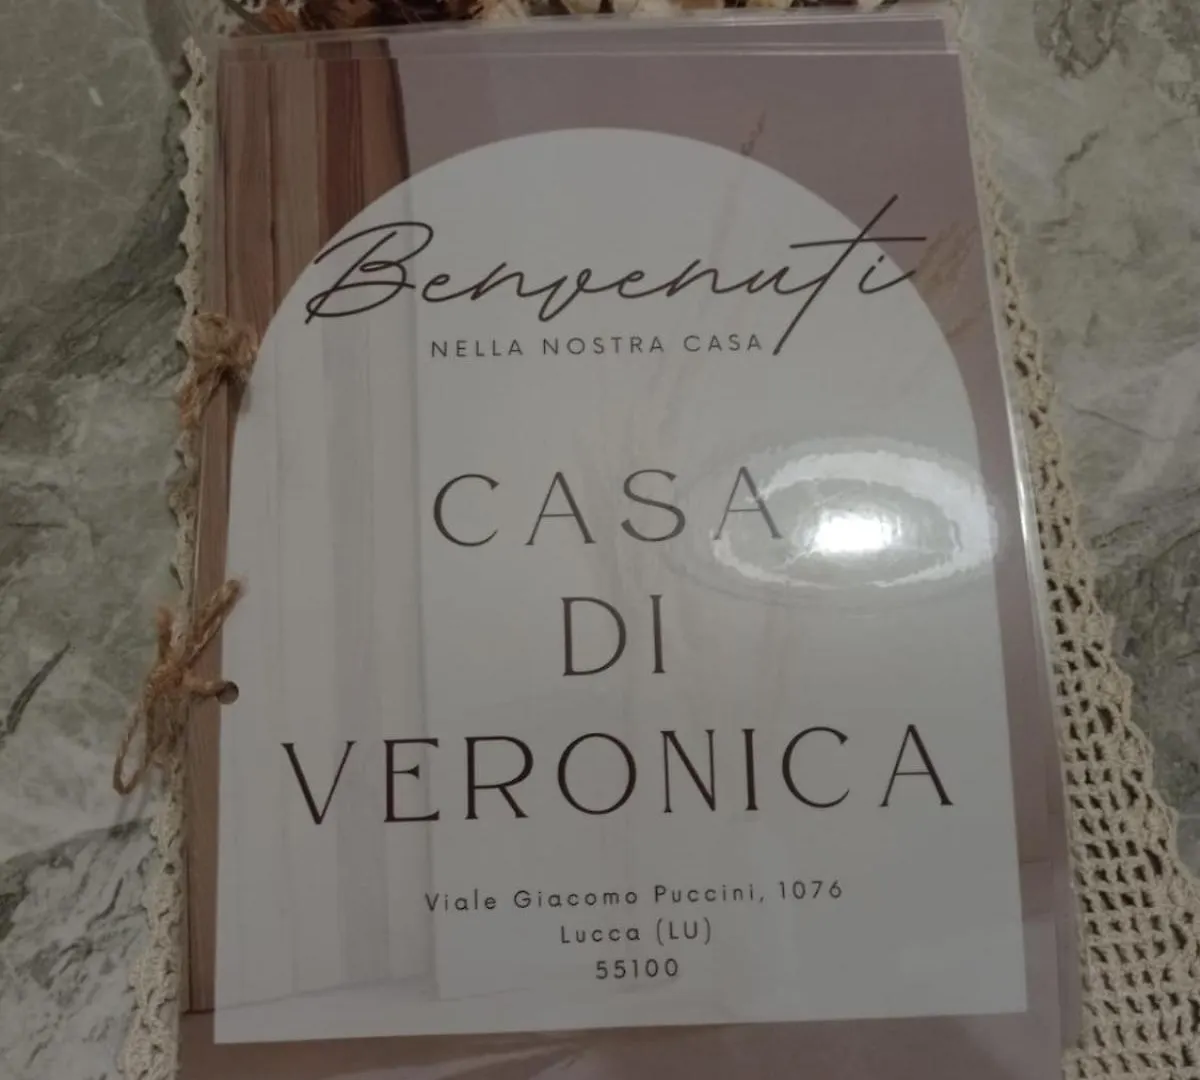 Benvenuti
NELLA NOSTRA CASA
CASA
DI
VERONICA
Viale Giacomo Puccini, 1076
Lucca (LU)
55100